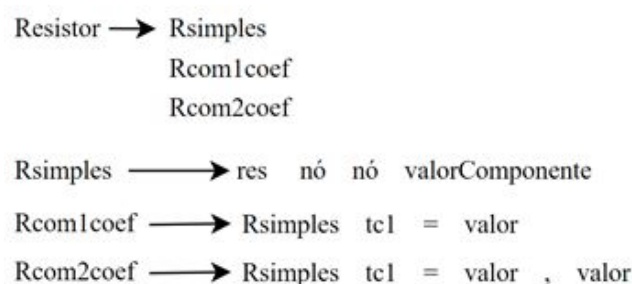 Resistor → Rsimples
Rcom1coef
Rcom2coef
Rsimples → res nó nó valorComponente
Rcom1coef → Rsimples tc1 = valor
Rcom2coef → Rsimples tc1 = valor , valor